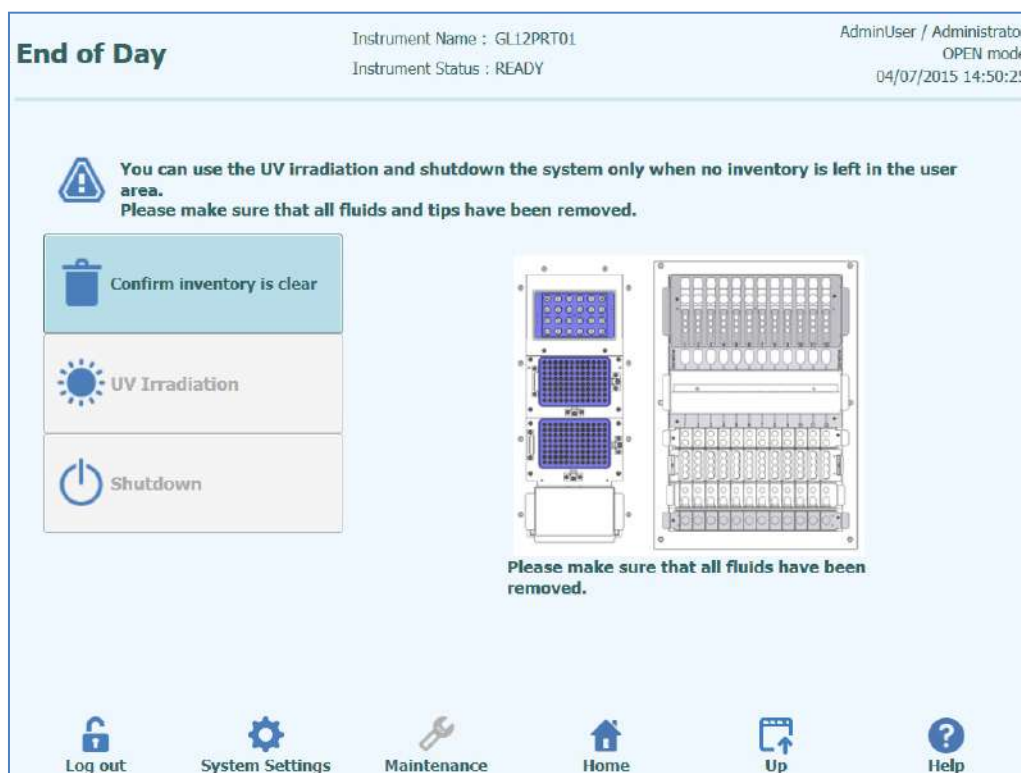 End of Day
Instrument Name : GL12PRT01
Instrument Status : READY
AdminUser / Administrator
OPEN mode
04/07/2015 14:50:25
You can use the UV irradiation and shutdown the system only when no inventory is left in the user
area.
Please make sure that all fluids and tips have been removed.
Confirm inventory is clear
UV Irradiation
Shutdown
Please make sure that all fluids have been
removed.
Log out
System Settings
Maintenance
Home
Up
Help